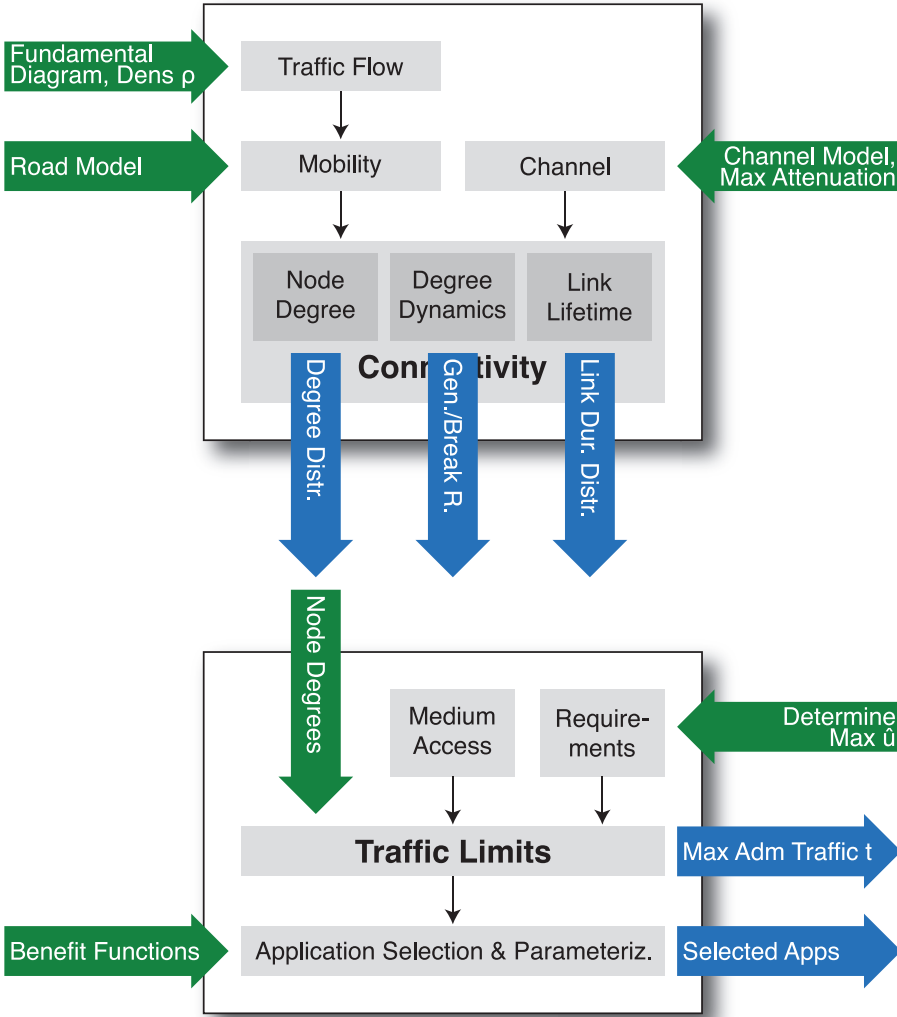 Fundamental
Diagram, Dens ρ
Traffic Flow
Road Model
Mobility
Channel
Channel Model,
Max Attenuation
Node
Degree
Degree
Dynamics
Link
Lifetime
Conn tivity
Degree Distr.
Gen./Break R.
Link Dur. Distr.
Node Degrees
Medium
Access
Require-
ments
Determine
Max û
Traffic Limits
Max Adm Traffic t
Benefit Functions
Application Selection & Parameteriz.
Selected Apps